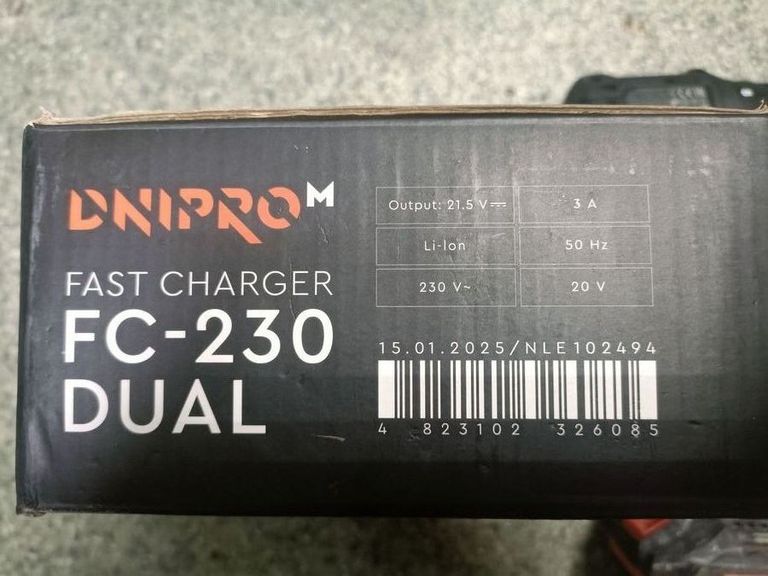 DNIPRO M
FAST CHARGER
FC-230
DUAL
Output: 21.5 V⎓
3 A
Li-Ion
50 Hz
230 V~
20 V
15.01.2025/NLE102494
4 823102 326085